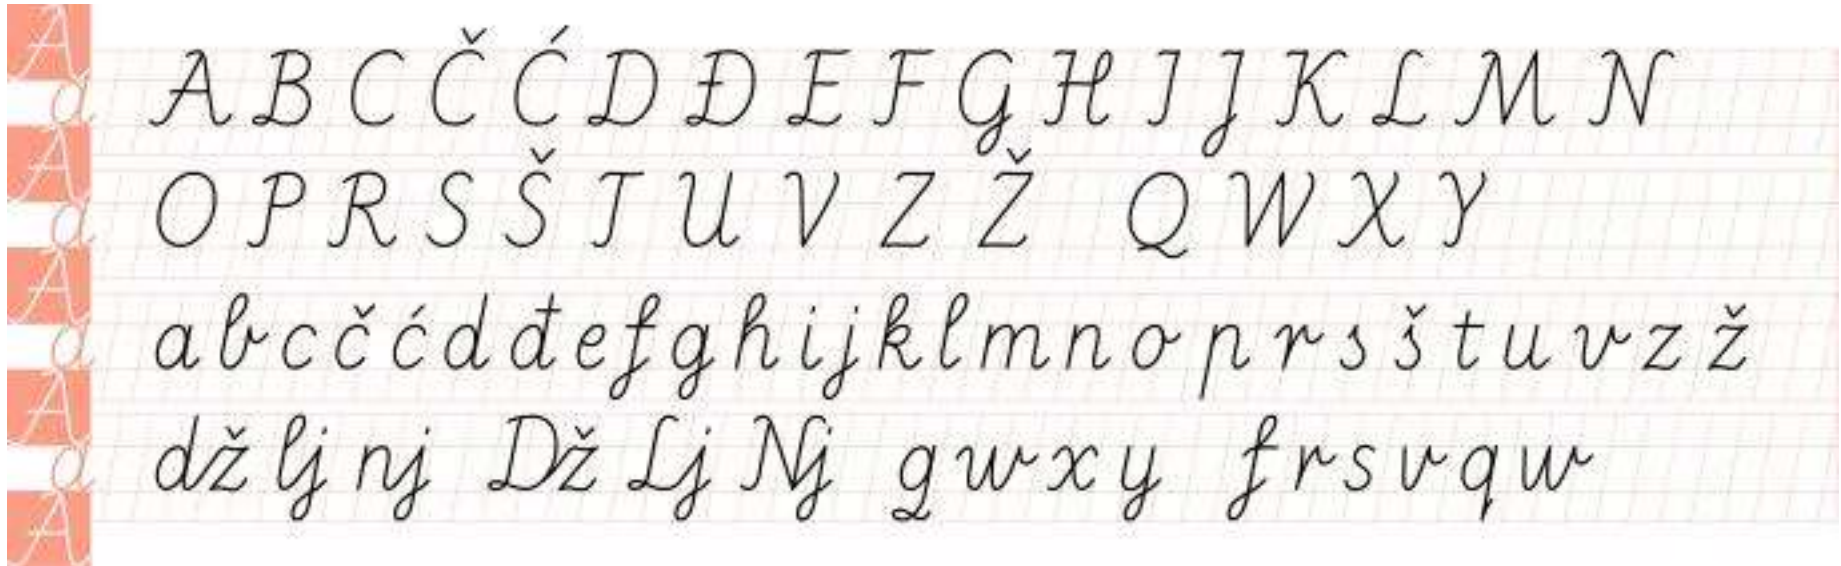 A B C Č Ć D Đ E F G H I J K L M N
O P R S Š T U V Z Ž Q W X Y
a b c č ć d đ e f g h i j k l m n o p r s š t u v z ž
dž lj nj Dž Lj Nj q w x y f r s v q w